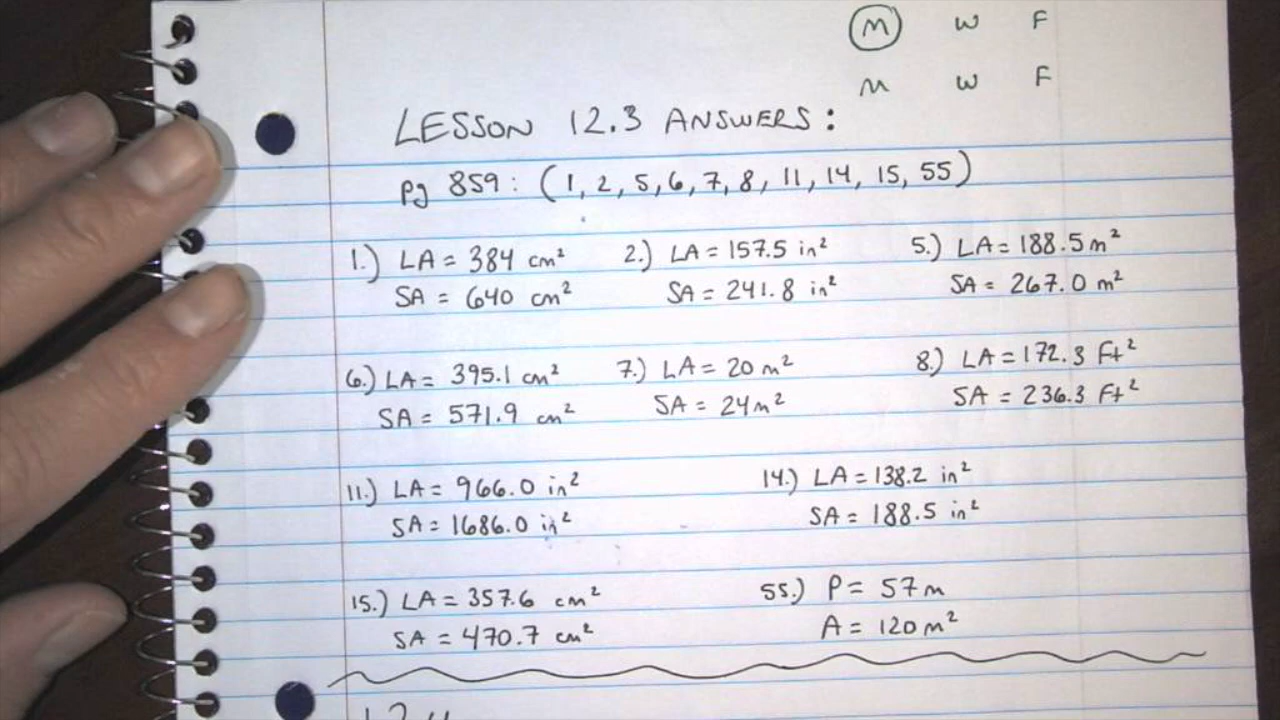 M W F
M W F
LESSON 12.3 ANSWERS:
pg 859: (1, 2, 5, 6, 7, 8, 11, 14, 15, 55)
1.) LA = 384 cm² 2.) LA = 157.5 in² 5.) LA = 188.5 m²
SA = 640 cm² SA = 241.8 in² SA = 267.0 m²
6.) LA = 395.1 cm² 7.) LA = 20 m² 8.) LA = 172.3 Ft²
SA = 571.9 cm² SA = 24 m² SA = 236.3 Ft²
11.) LA = 966.0 in² 14.) LA = 138.2 in²
SA = 1686.0 in² SA = 188.5 in²
15.) LA = 357.6 cm² 55.) P = 57 m
SA = 470.7 cm² A = 120 m²